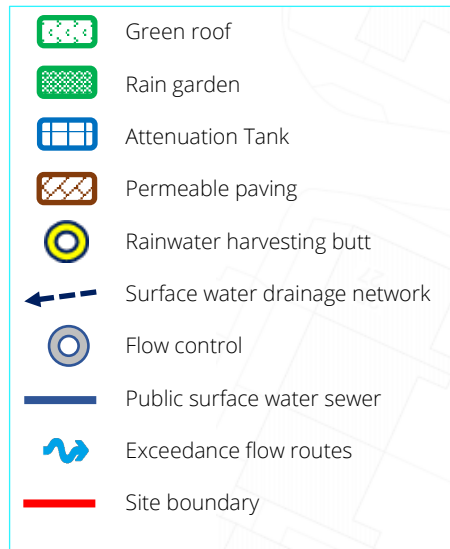 Green roof
Rain garden
Attenuation Tank
Permeable paving
Rainwater harvesting butt
Surface water drainage network
Flow control
Public surface water sewer
Exceedance flow routes
Site boundary